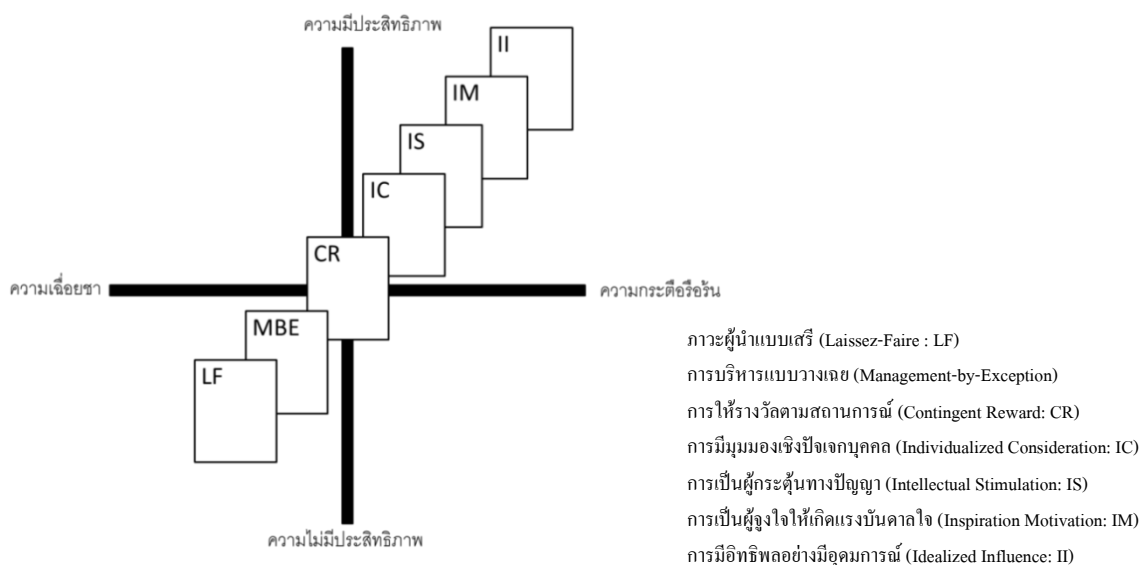 ความมีประสิทธิภาพ
II
IM
IS
IC
CR
ความเฉื่อยชา
ความกระตือรือร้น
MBE
LF
ความไม่มีประสิทธิภาพ
ภาวะผู้นำแบบเสรี (Laissez-Faire : LF)
การบริหารแบบวางเฉย (Management-by-Exception)
การให้รางวัลตามสถานการณ์ (Contingent Reward: CR)
การมีมุมมองเชิงปัจเจกบุคคล (Individualized Consideration: IC)
การเป็นผู้กระตุ้นทางปัญญา (Intellectual Stimulation: IS)
การเป็นผู้จูงใจให้เกิดแรงบันดาลใจ (Inspiration Motivation: IM)
การมีอิทธิพลอย่างมีอุดมการณ์ (Idealized Influence: II)